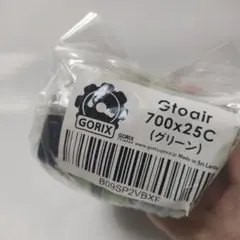 GORIX
Gtoair
700x25C
(グリーン)
GORIX
Made in Sri Lanka
B09SP2VBXF